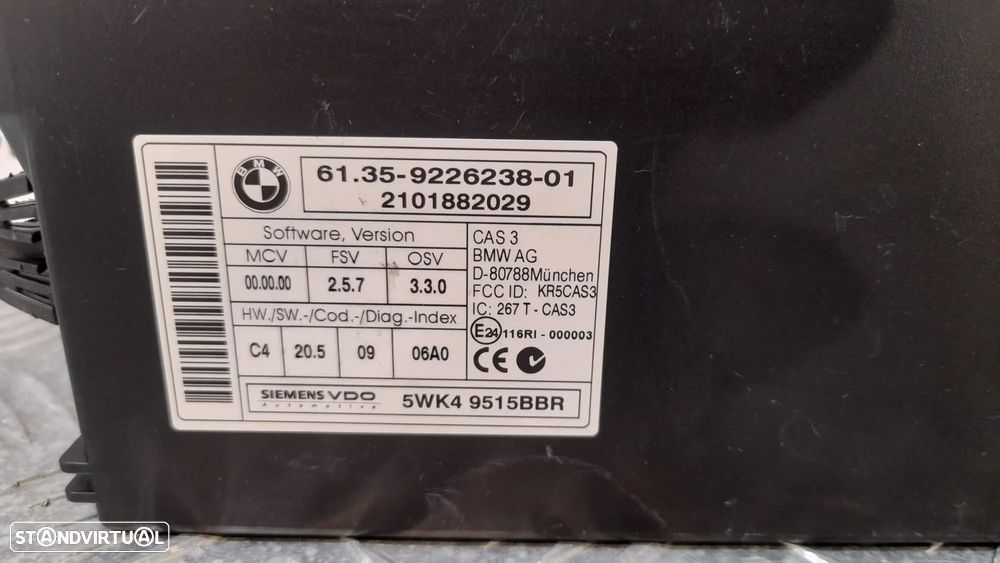 BMW
61.35-9226238-01
2101882029
Software, Version
MCV FSV OSV
00.00.00 2.5.7 3.3.0
HW./SW.-/Cod.-/Diag.-Index
C4 20.5 09 06A0
CAS 3
BMW AG
D-80788München
FCC ID: KR5CAS3
IC: 267 T - CAS3
E24 116RI - 000003
CE
SIEMENS VDO
Automotive
5WK4 9515BBR
STANDVIRTUAL